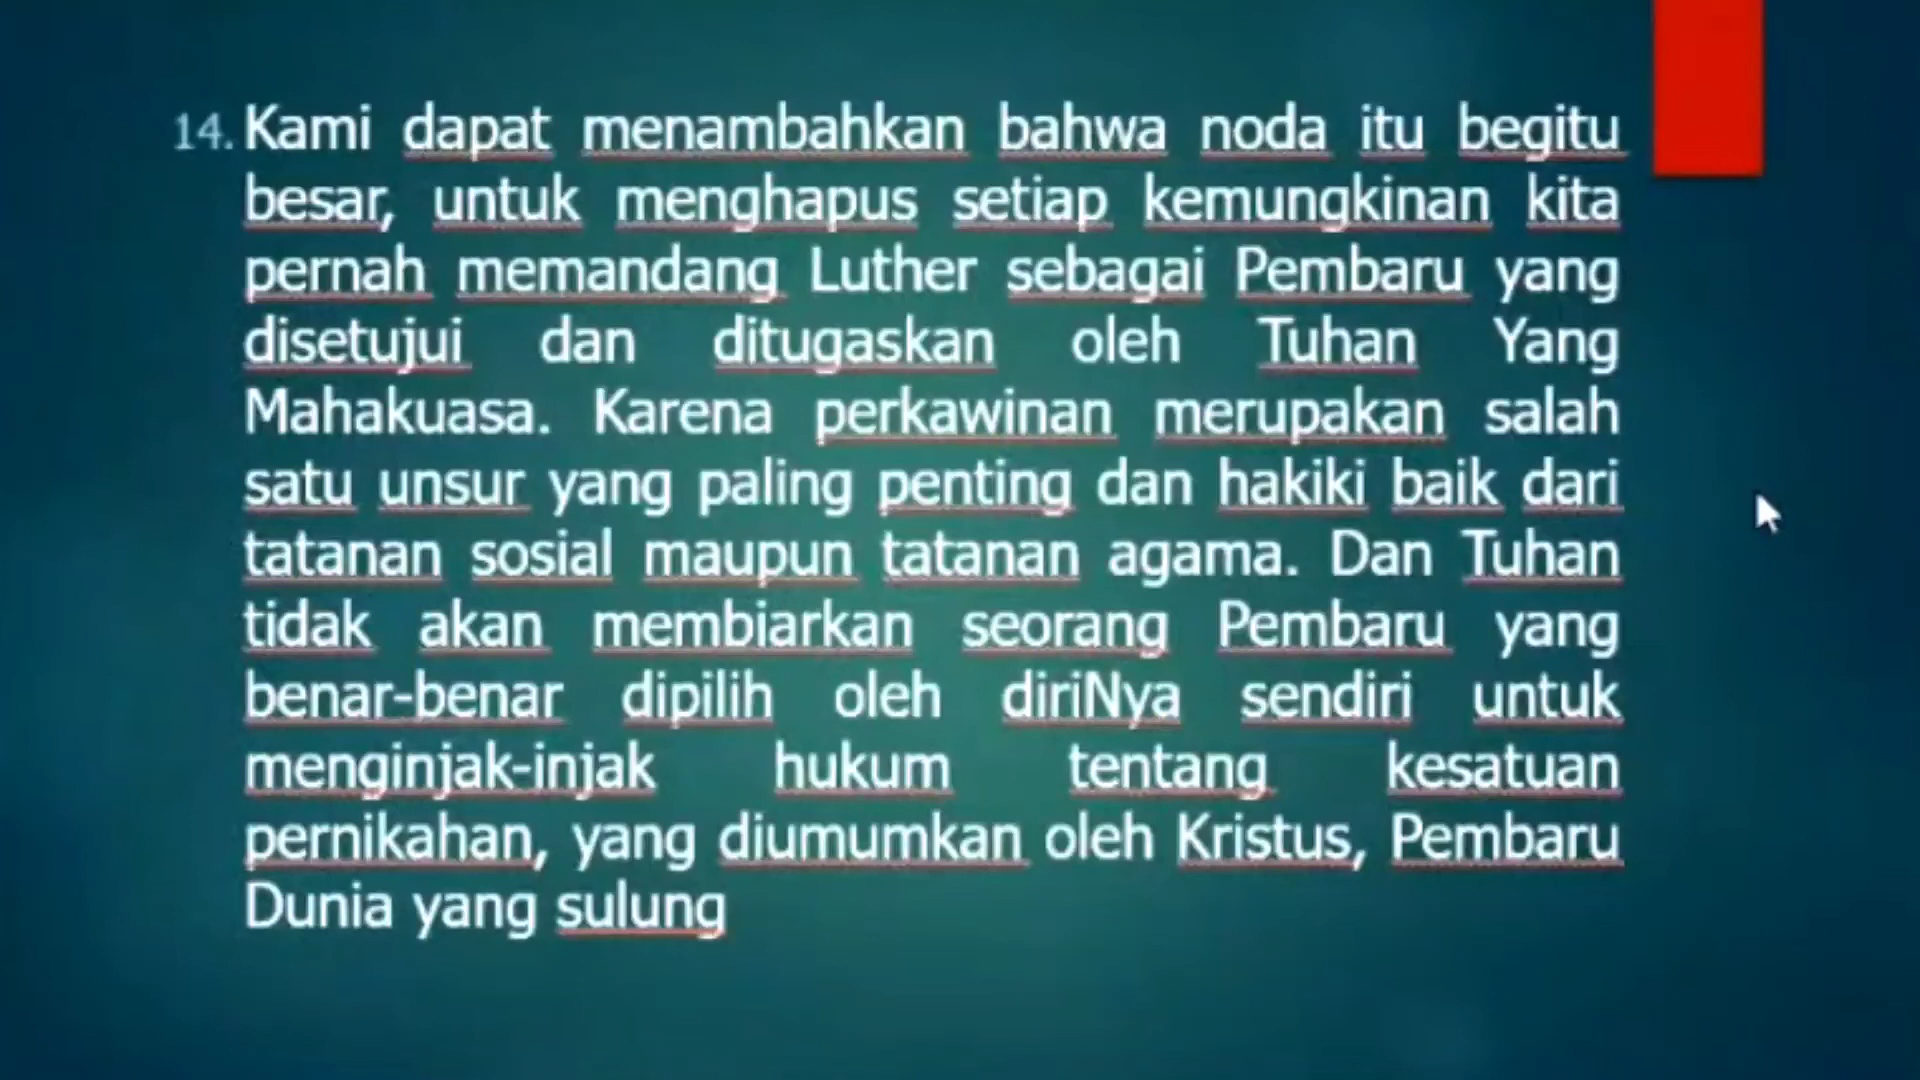 14. Kami dapat menambahkan bahwa noda itu begitu
besar, untuk menghapus setiap kemungkinan kita
pernah memandang Luther sebagai Pembaru yang
disetujui dan ditugaskan oleh Tuhan Yang
Mahakuasa. Karena perkawinan merupakan salah
satu unsur yang paling penting dan hakiki baik dari
tatanan sosial maupun tatanan agama. Dan Tuhan
tidak akan membiarkan seorang Pembaru yang
benar-benar dipilih oleh diriNya sendiri untuk
menginjak-injak hukum tentang kesatuan
pernikahan, yang diumumkan oleh Kristus, Pembaru
Dunia yang sulung